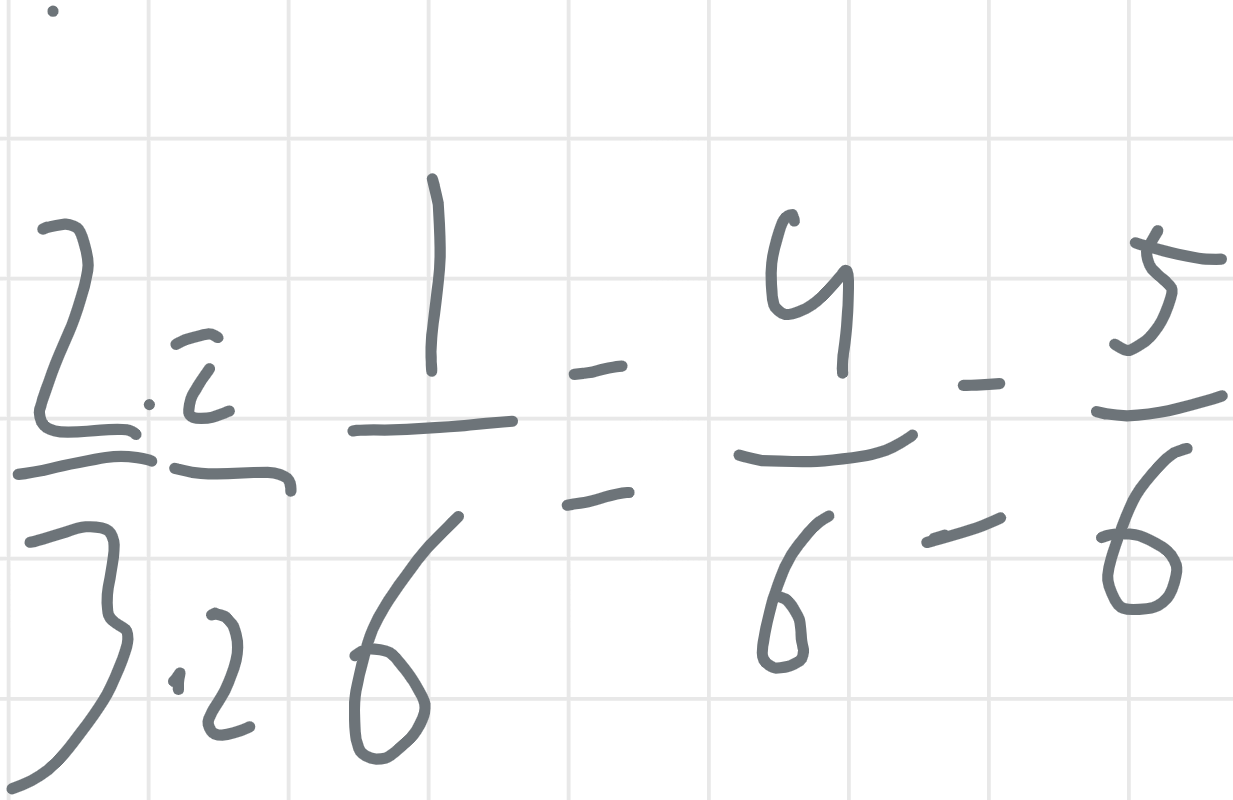 2·2/3·2 1/6 = 4/6 = 5/6